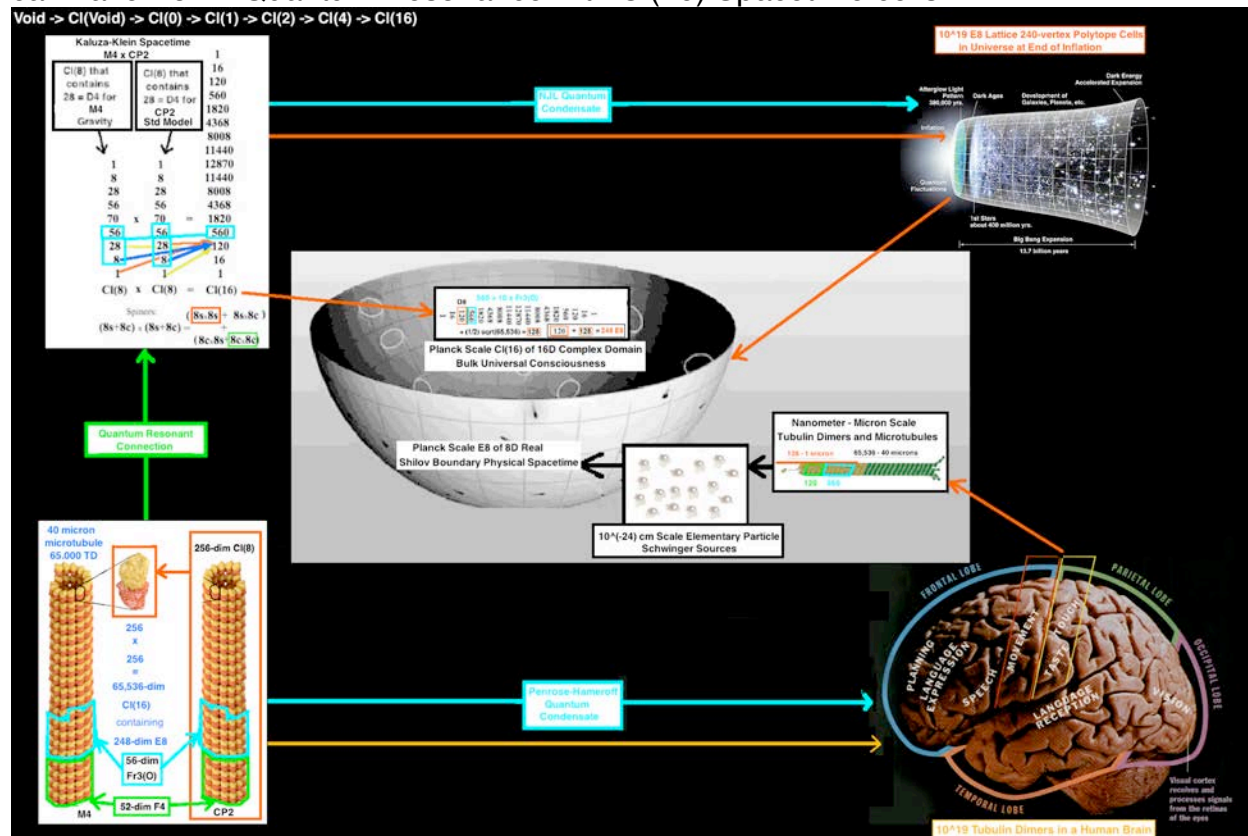 Void -> Cl(Void) -> Cl(0) -> Cl(1) -> Cl(2) -> Cl(4) -> Cl(16)
Kaluza-Klein Spacetime
M4 x CP2
Cl(8) that
contains
28 = D4 for
M4
Gravity
Cl(8) that
contains
28 = D4 for
CP2
Std Model
1
16
120
560
1820
4368
8008
11440
12870
11440
8008
4368
1 1
8 8
28 28
56 56
70 x 70 = 1820
56 56 560
28 28 120
8 8 16
1 1 1
Cl(8) x Cl(8) = Cl(16)
(8s+8c) x (8s+8c) =
NJL Quantum
Condensate
10^19 E8 Lattice 240-vertex Polytope Cells
in Universe at End of Inflation
Dark Energy
Accelerated Expansion
Afterglow Light
Pattern
380,000 yrs.
Dark Ages
Development of
Galaxies, Planets, etc.
Inflation
Quantum
Fluctuations
1st Stars
about 400 million yrs.
Big Bang Expansion
13.7 billion years
Planck Scale Cl(16) of 16D Complex Domain
Bulk Universal Consciousness
Planck Scale E8 of 8D Real
Shilov Boundary Physical Spacetime
10^(-24) cm Scale Elementary Particle
Schwinger Sources
Nanometer - Micron Scale
Tubulin Dimers and Microtubules
65,536 - 40 microns
120
Quantum Resonant
Connection
40 micron
microtubule
65.000 TD
256-dim Cl(8)
256
x
256
=
65,536-dim
Cl(16)
containing
248-dim E8
56-dim
Fr3(O)
52-dim F4
M4
CP2
Penrose-Hameroff
Quantum
Condensate
FRONTAL LOBE
PARIETAL LOBE
OCCIPITAL LOBE
TEMPORAL LOBE
PLANNING
LANGUAGE
EXPRESSION
SPEECH
MOVEMENT
TOUCH
TASTE
LANGUAGE
RECEPTION
VISION
Visual cortex
receives and
processes signals
from the retinas
of the eyes
10^19 Tubulin Dimers in a Human Brain